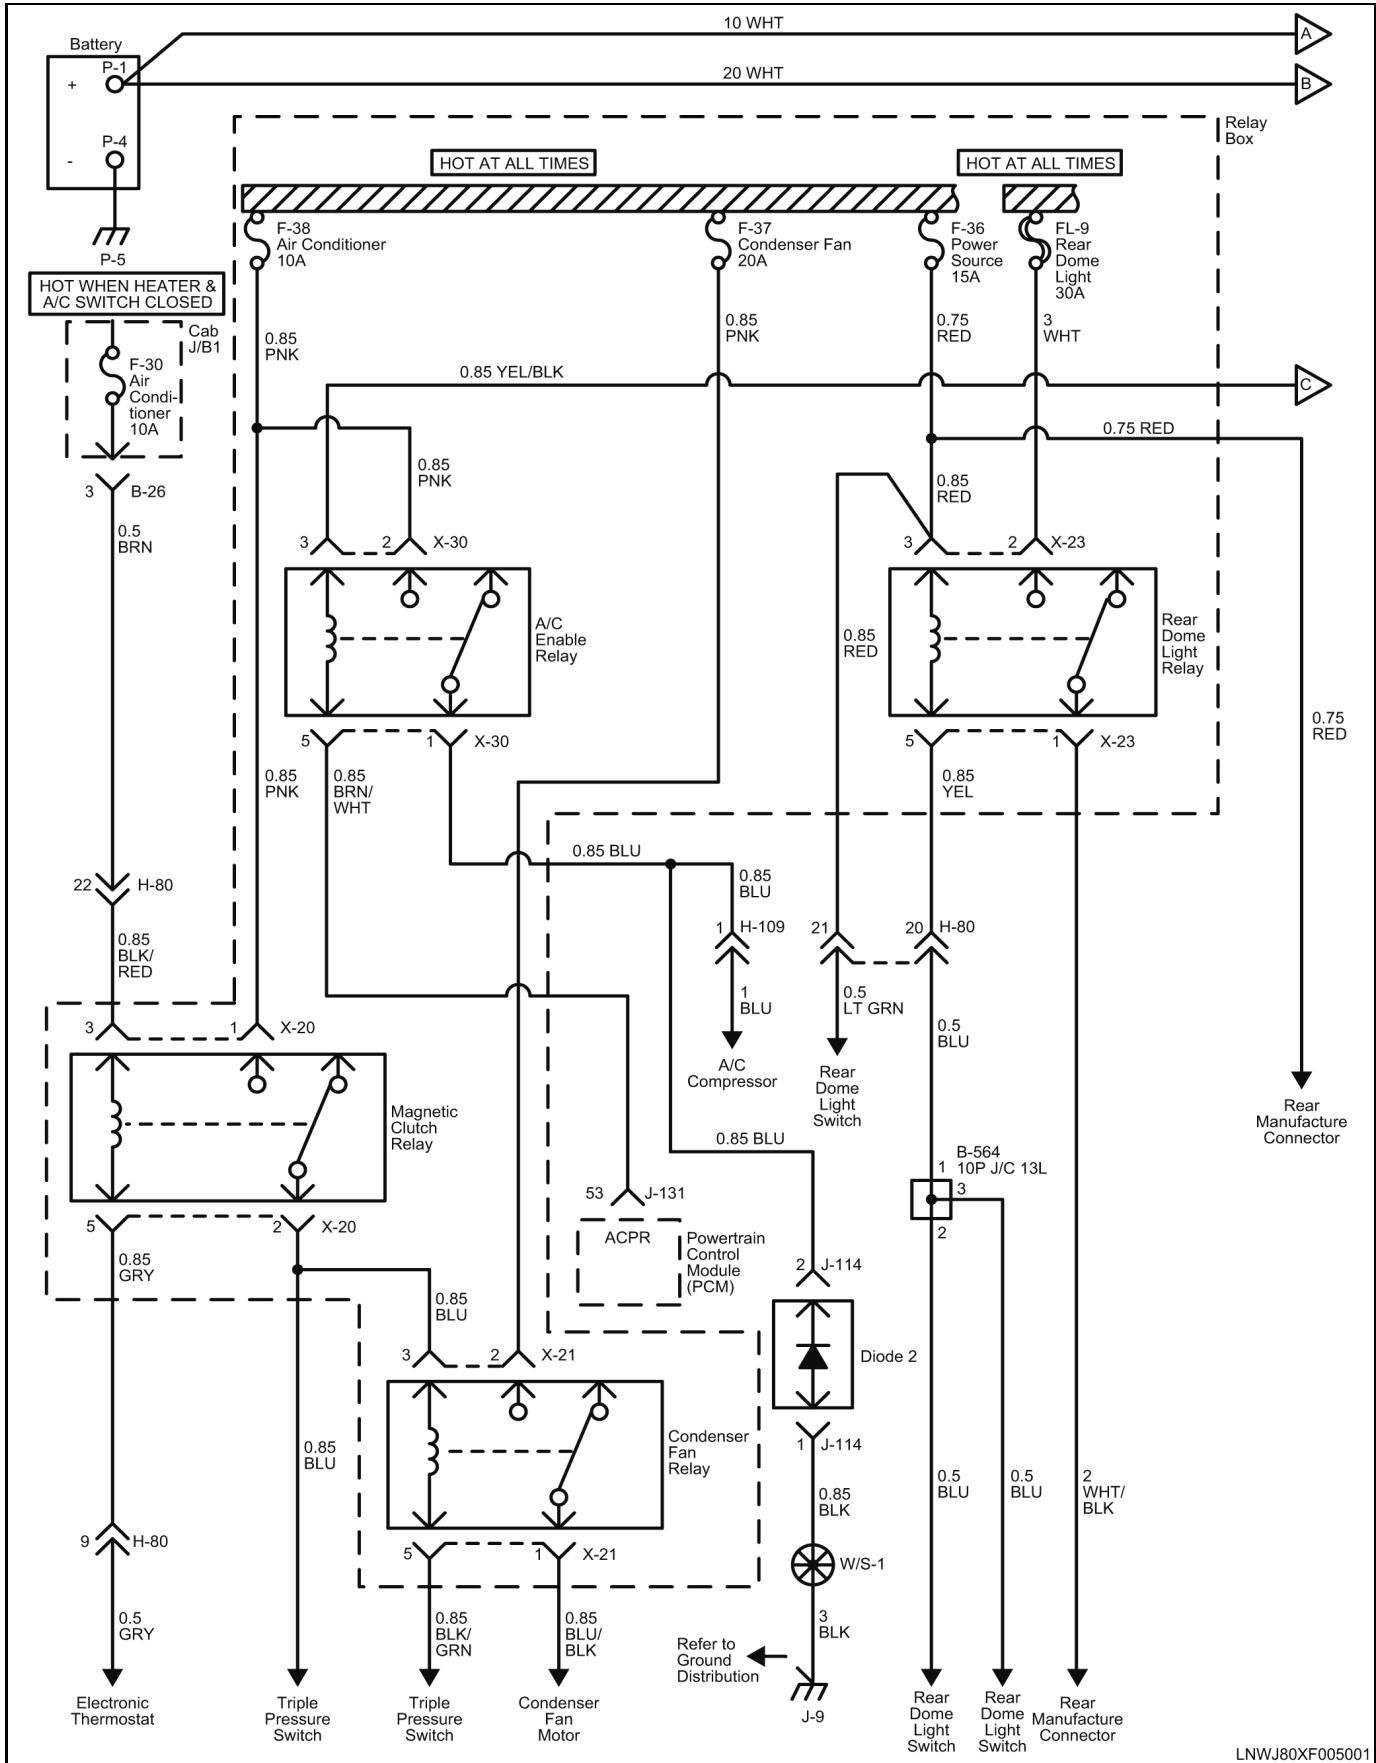 10 WHT
A
Battery
P-1
+
20 WHT
B
P-4
-
P-5
Relay
Box
HOT AT ALL TIMES
HOT AT ALL TIMES
F-38
Air Conditioner
10A
F-37
Condenser Fan
20A
F-36
Power
Source
15A
FL-9
Rear
Dome
Light
30A
HOT WHEN HEATER &
A/C SWITCH CLOSED
Cab
J/B1
F-30
Air
Condi-
tioner
10A
0.85
PNK
0.85
PNK
0.75
RED
3
WHT
0.85 YEL/BLK
C
0.75 RED
0.85
PNK
0.85
RED
3
B-26
0.5
BRN
3
2
X-30
3
2
X-23
A/C
Enable
Relay
0.85
RED
Rear
Dome
Light
Relay
5
1
X-30
5
1
X-23
0.75
RED
0.85
PNK
0.85
BRN/
WHT
0.85
YEL
0.85 BLU
0.85
BLU
22
H-80
1
H-109
21
20
H-80
0.85
BLK/
RED
1
BLU
0.5
LT GRN
0.5
BLU
3
1
X-20
A/C
Compressor
Rear
Dome
Light
Switch
Rear
Manufacture
Connector
Magnetic
Clutch
Relay
0.85 BLU
B-564
10P J/C 13L
1
3
2
53
J-131
ACPR
Powertrain
Control
Module
(PCM)
5
2
X-20
0.85
GRY
0.85
BLU
2
J-114
3
2
X-21
Diode 2
Condenser
Fan
Relay
1
J-114
0.85
BLU
0.85
BLK
0.5
BLU
0.5
BLU
2
WHT/
BLK
9
H-80
5
1
X-21
W/S-1
0.5
GRY
0.85
BLK/
GRN
0.85
BLU/
BLK
3
BLK
Refer to
Ground
Distribution
J-9
Electronic
Thermostat
Triple
Pressure
Switch
Triple
Pressure
Switch
Condenser
Fan
Motor
Rear
Dome
Light
Switch
Rear
Dome
Light
Switch
Rear
Manufacture
Connector
LNWJ80XF005001